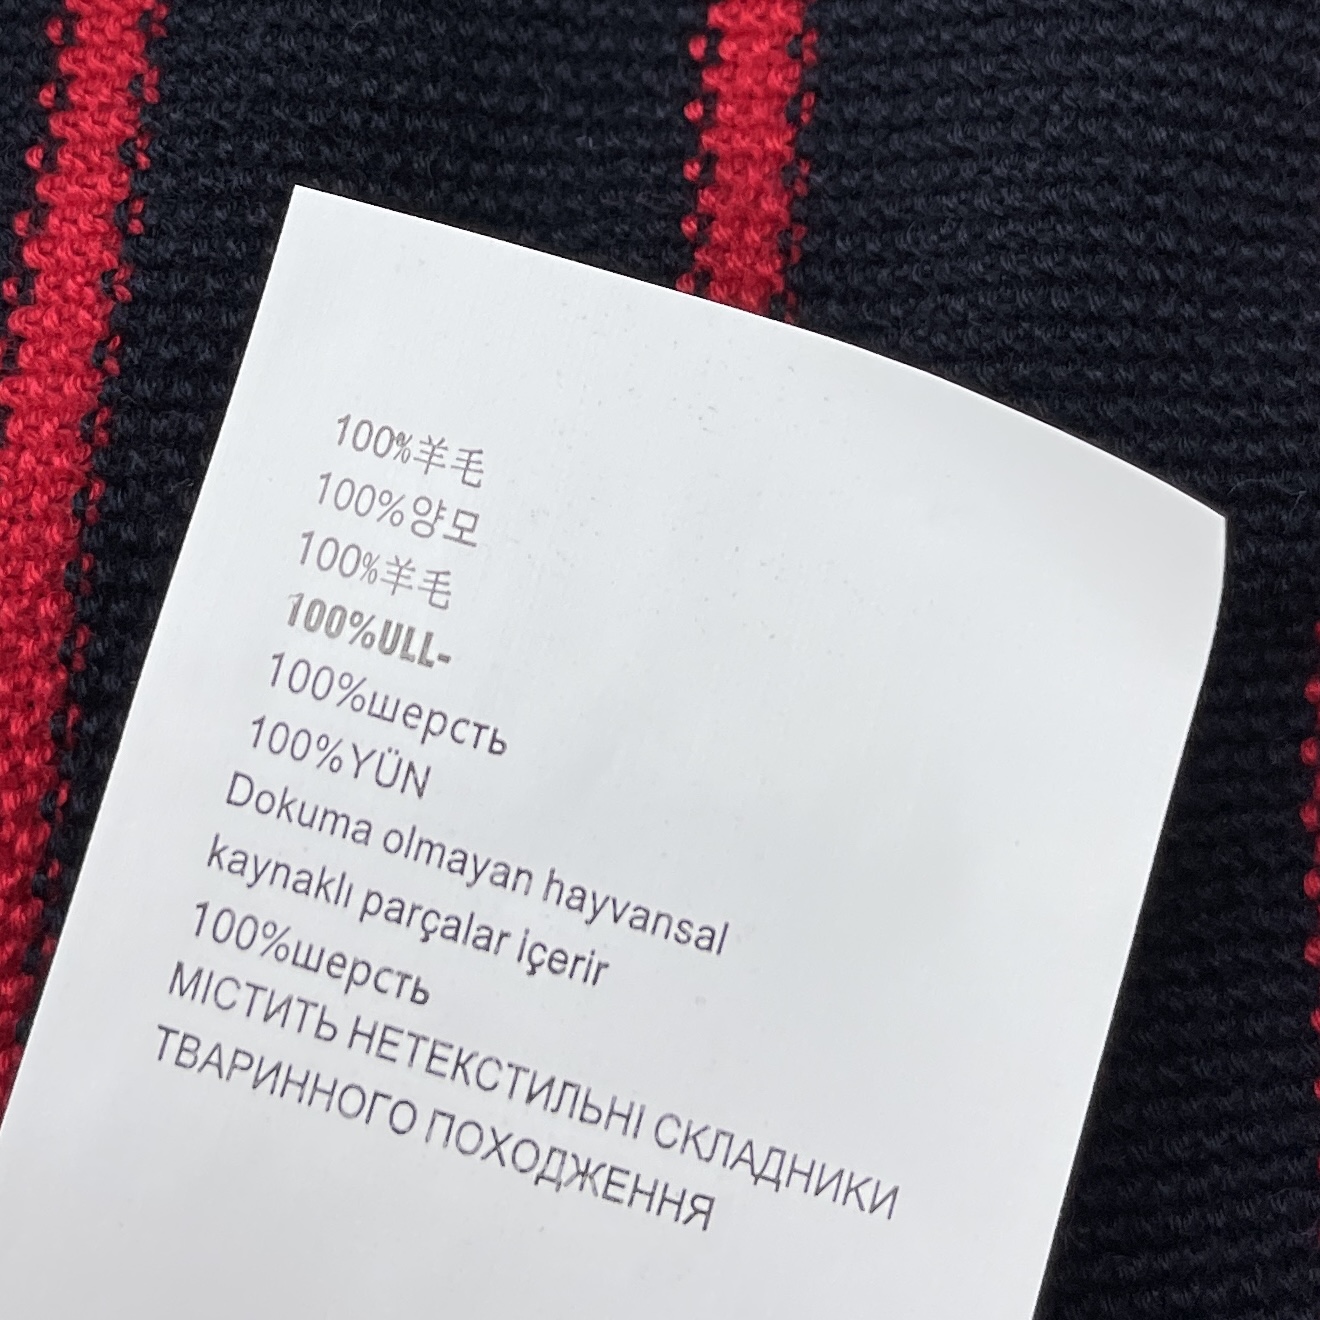 100%羊毛
100%양모
100%羊毛
100%ULL-
100%шерсть
100%YÜN
Dokuma olmayan hayvansal
kaynaklı parçalar içerir
100%шерсть
МІСТИТЬ НЕТЕКСТИЛЬНІ СКЛАДНИКИ
ТВАРИННОГО ПОХОДЖЕННЯ